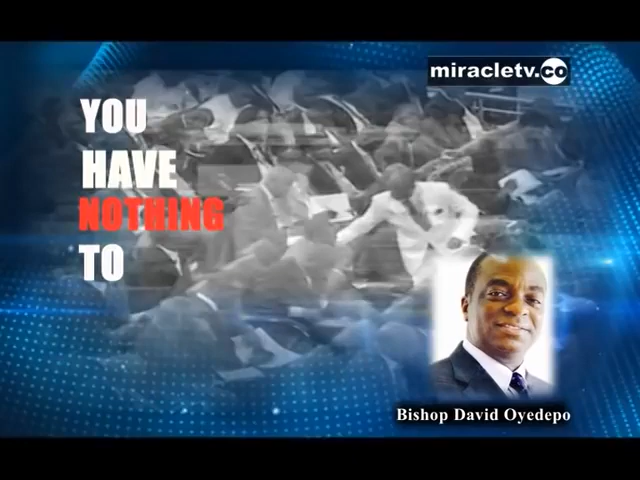 miracletv.co
YOU
HAVE
NOTHING
TO
Bishop David Oyedepo